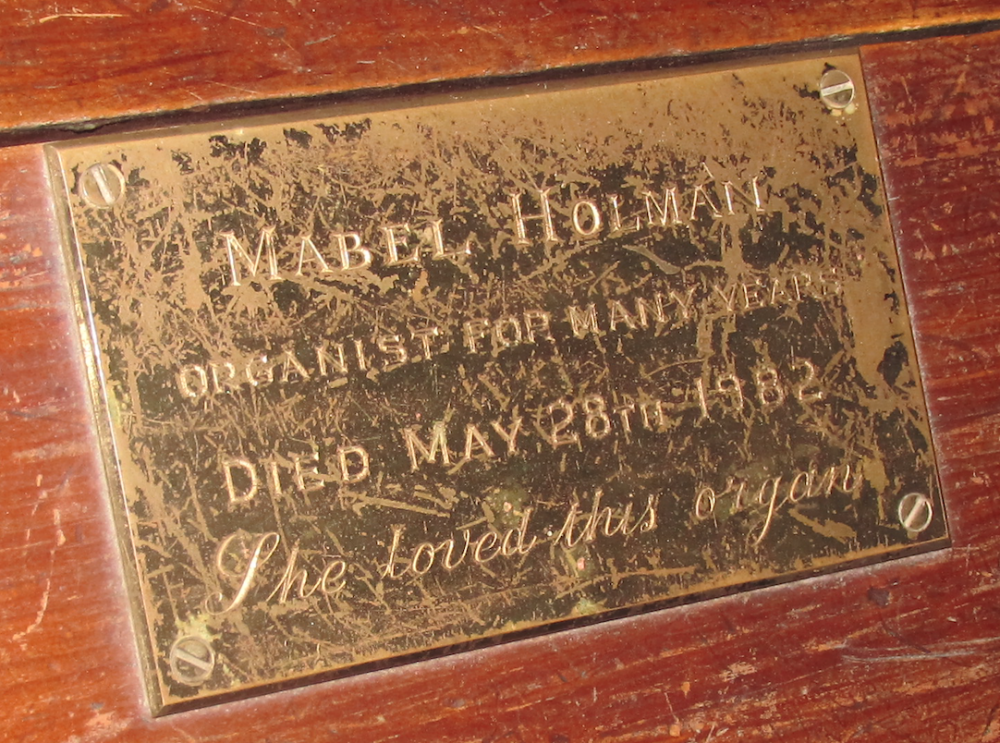 MABEL HOLMAN
ORGANIST FOR MANY YEARS
DIED MAY 28TH 1982
She loved this organ